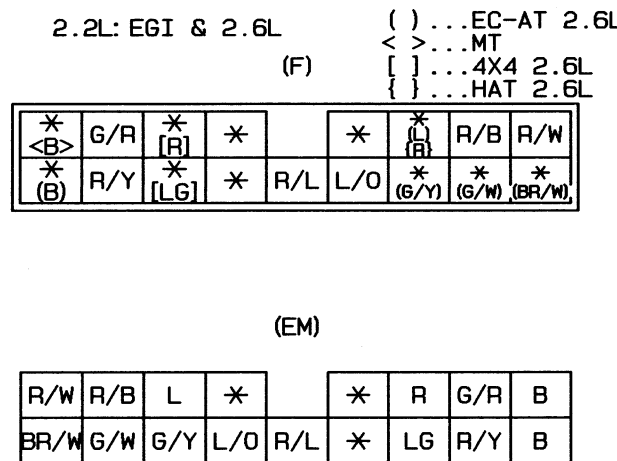 2.2L: EGI & 2.6L
( )...EC-AT 2.6L
< >...MT
[ ]...4X4 2.6L
{ }...HAT 2.6L
(F)
* <B> G/R * [R] * * * (L) {R} R/B R/W
* (B) R/Y * [LG] * R/L L/O * (G/Y) * (G/W) * (BR/W)
(EM)
R/W R/B L * * R G/R B
BR/W G/W G/Y L/O R/L * LG R/Y B